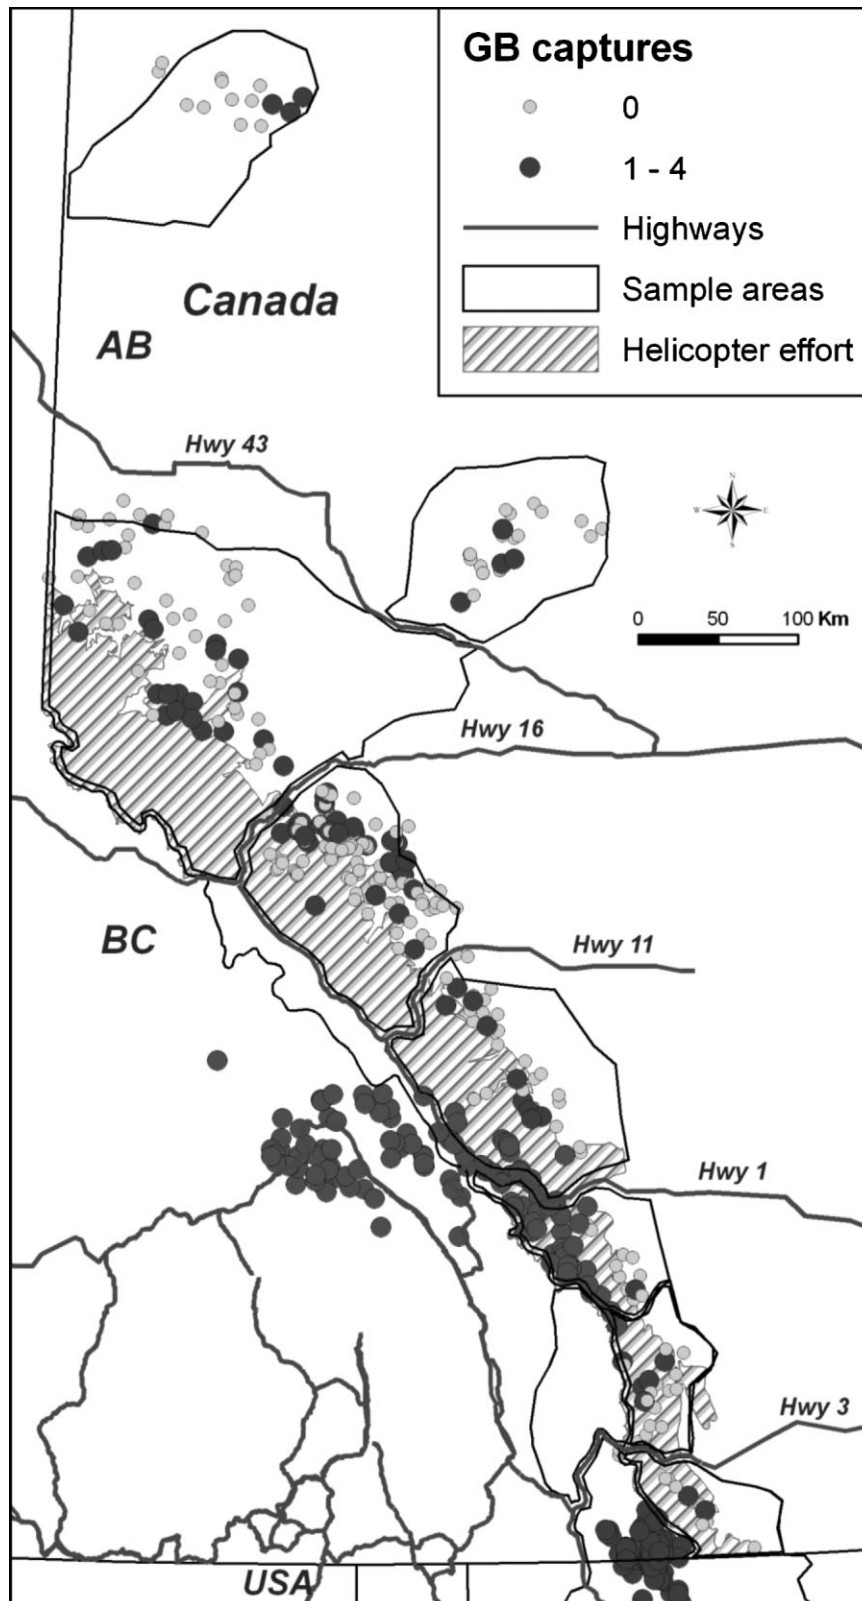 GB captures
0
1 - 4
Highways
Sample areas
Helicopter effort
Canada
AB
Hwy 43
N
W E
S
0 50 100 Km
Hwy 16
BC
Hwy 11
Hwy 1
Hwy 3
USA